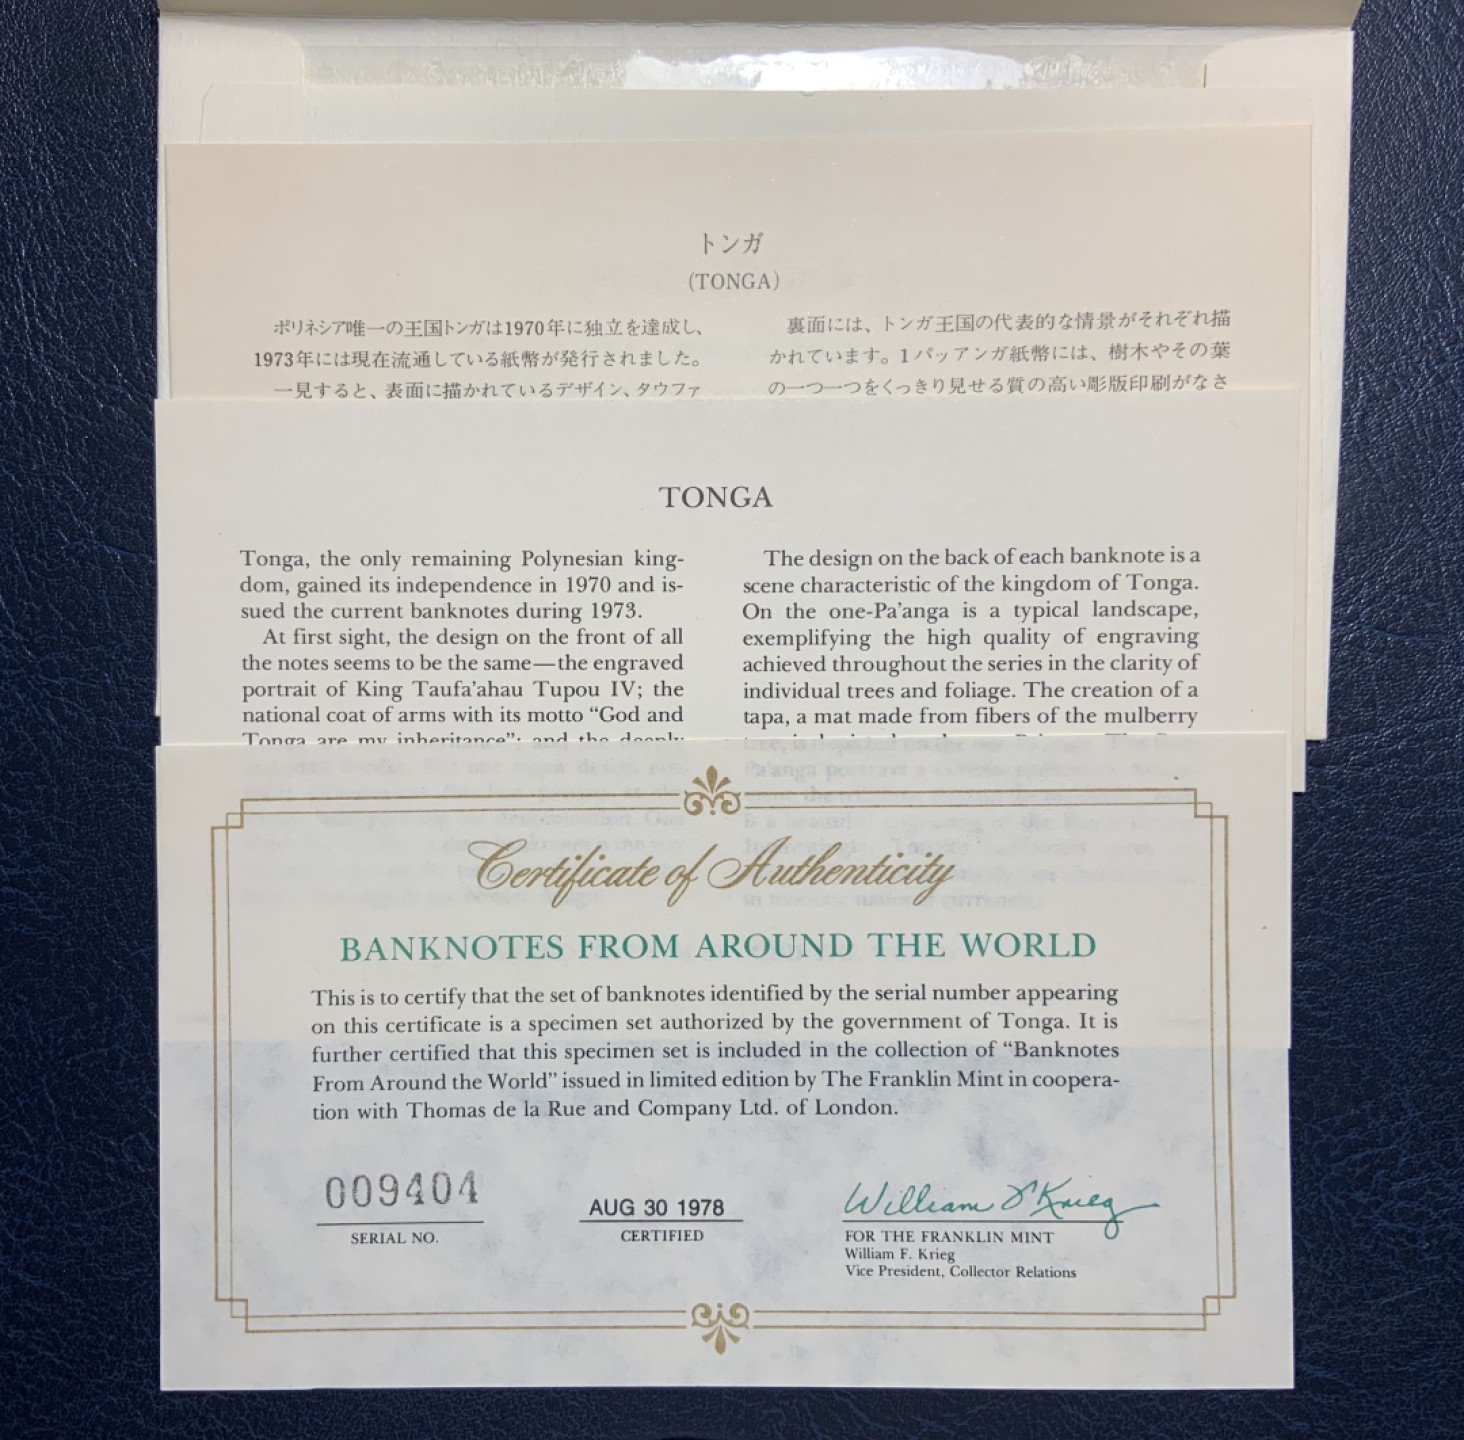 トンガ
(TONGA)
ポリネシア唯一の王国トンガは1970年に独立を達成し、
1973年には現在流通している紙幣が発行されました。
一見すると、表面に描かれているデザイン、タウファ
裏面には、トンガ王国の代表的な情景がそれぞれ描
かれています。1パッアンガ紙幣には、樹木やその葉
の一つ一つをくっきり見せる質の高い彫版印刷がなさ
TONGA
Tonga, the only remaining Polynesian king-
dom, gained its independence in 1970 and is-
sued the current banknotes during 1973.
At first sight, the design on the front of all
the notes seems to be the same—the engraved
portrait of King Taufa'ahau Tupou IV; the
national coat of arms with its motto “God and
Tonga are my inheritance”; and the deeply
The design on the back of each banknote is a
scene characteristic of the kingdom of Tonga.
On the one-Pa'anga is a typical landscape,
exemplifying the high quality of engraving
achieved throughout the series in the clarity of
individual trees and foliage. The creation of a
tapa, a mat made from fibers of the mulberry
Certificate of Authenticity
BANKNOTES FROM AROUND THE WORLD
This is to certify that the set of banknotes identified by the serial number appearing
on this certificate is a specimen set authorized by the government of Tonga. It is
further certified that this specimen set is included in the collection of “Banknotes
From Around the World” issued in limited edition by The Franklin Mint in coopera-
tion with Thomas de la Rue and Company Ltd. of London.
009404
SERIAL NO.
AUG 30 1978
CERTIFIED
William F. Krieg
FOR THE FRANKLIN MINT
William F. Krieg
Vice President, Collector Relations